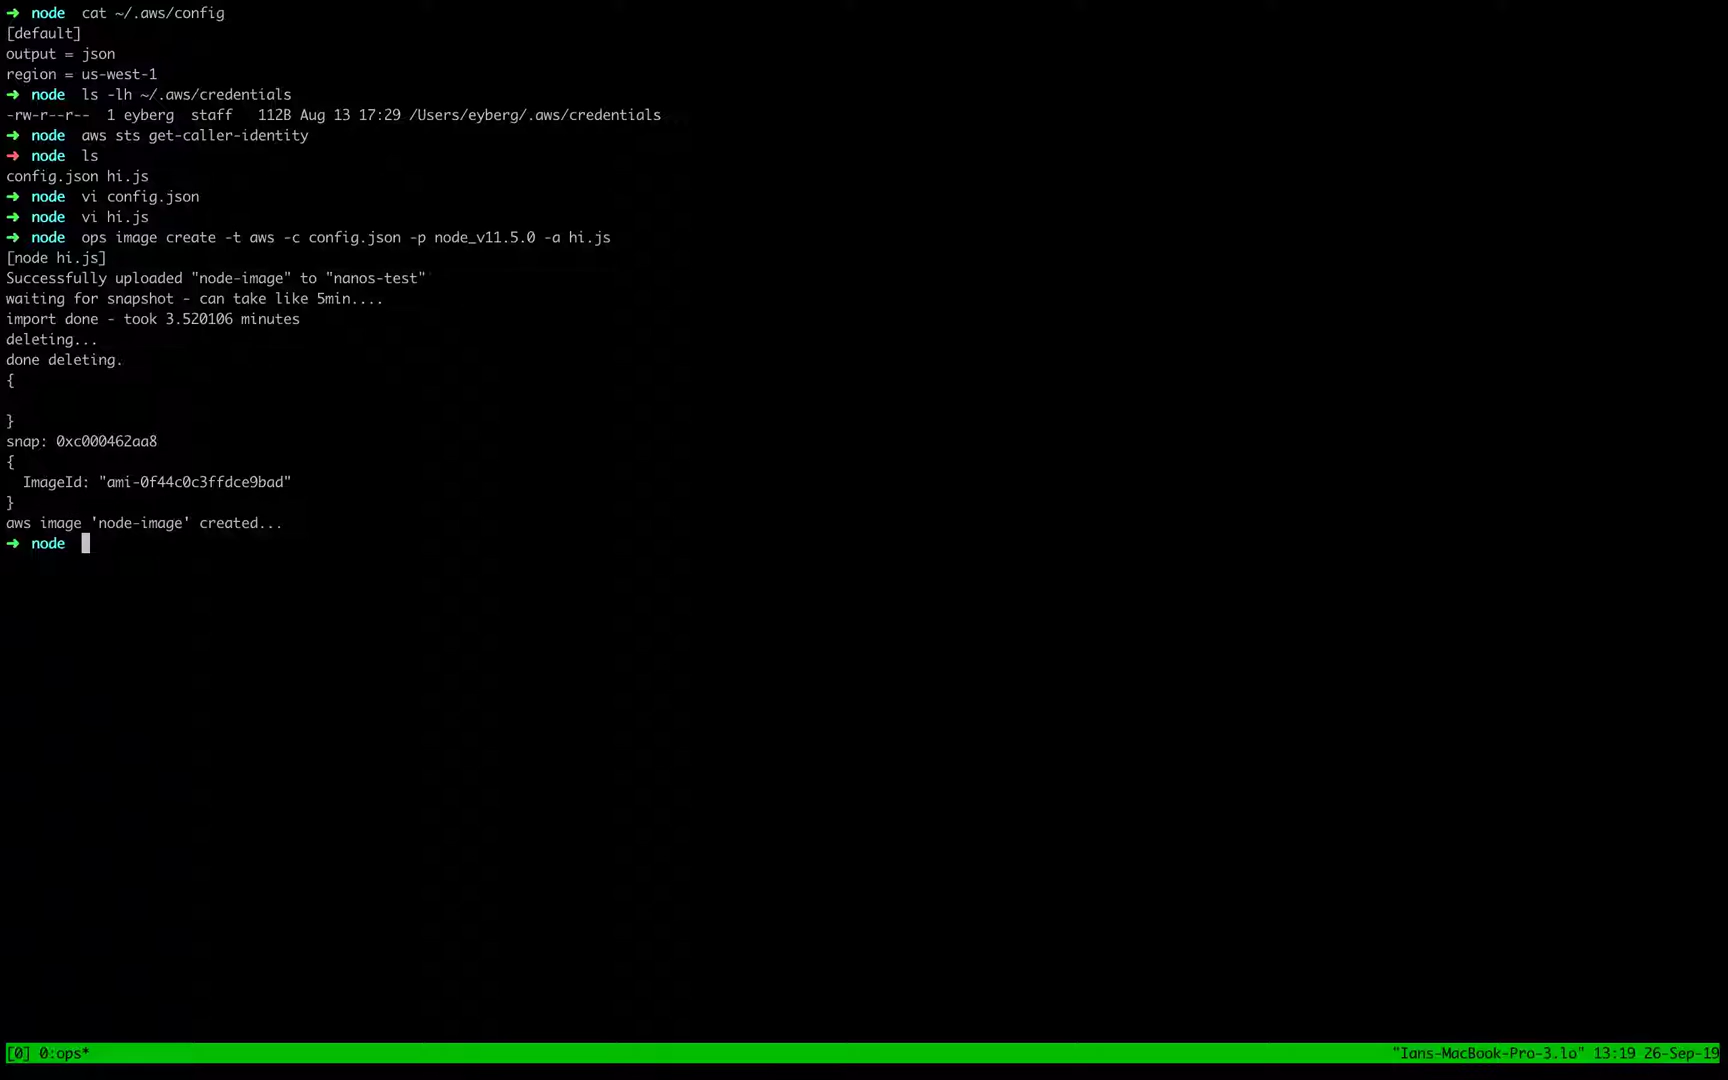 ➜ node cat ~/.aws/config
[default]
output = json
region = us-west-1
➜ node ls -lh ~/.aws/credentials
-rw-r--r-- 1 eyberg staff 112B Aug 13 17:29 /Users/eyberg/.aws/credentials
➜ node aws sts get-caller-identity
➜ node ls
config.json hi.js
➜ node vi config.json
➜ node vi hi.js
➜ node ops image create -t aws -c config.json -p node_v11.5.0 -a hi.js
[node hi.js]
Successfully uploaded "node-image" to "nanos-test"
waiting for snapshot - can take like 5min....
import done - took 3.520106 minutes
deleting...
done deleting.
{
}
snap: 0xc000462aa8
{
ImageId: "ami-0f44c0c3ffdce9bad"
}
aws image 'node-image' created...
➜ node
[0] 0:ops* "Ians-MacBook-Pro-3.lo" 13:19 26-Sep-19